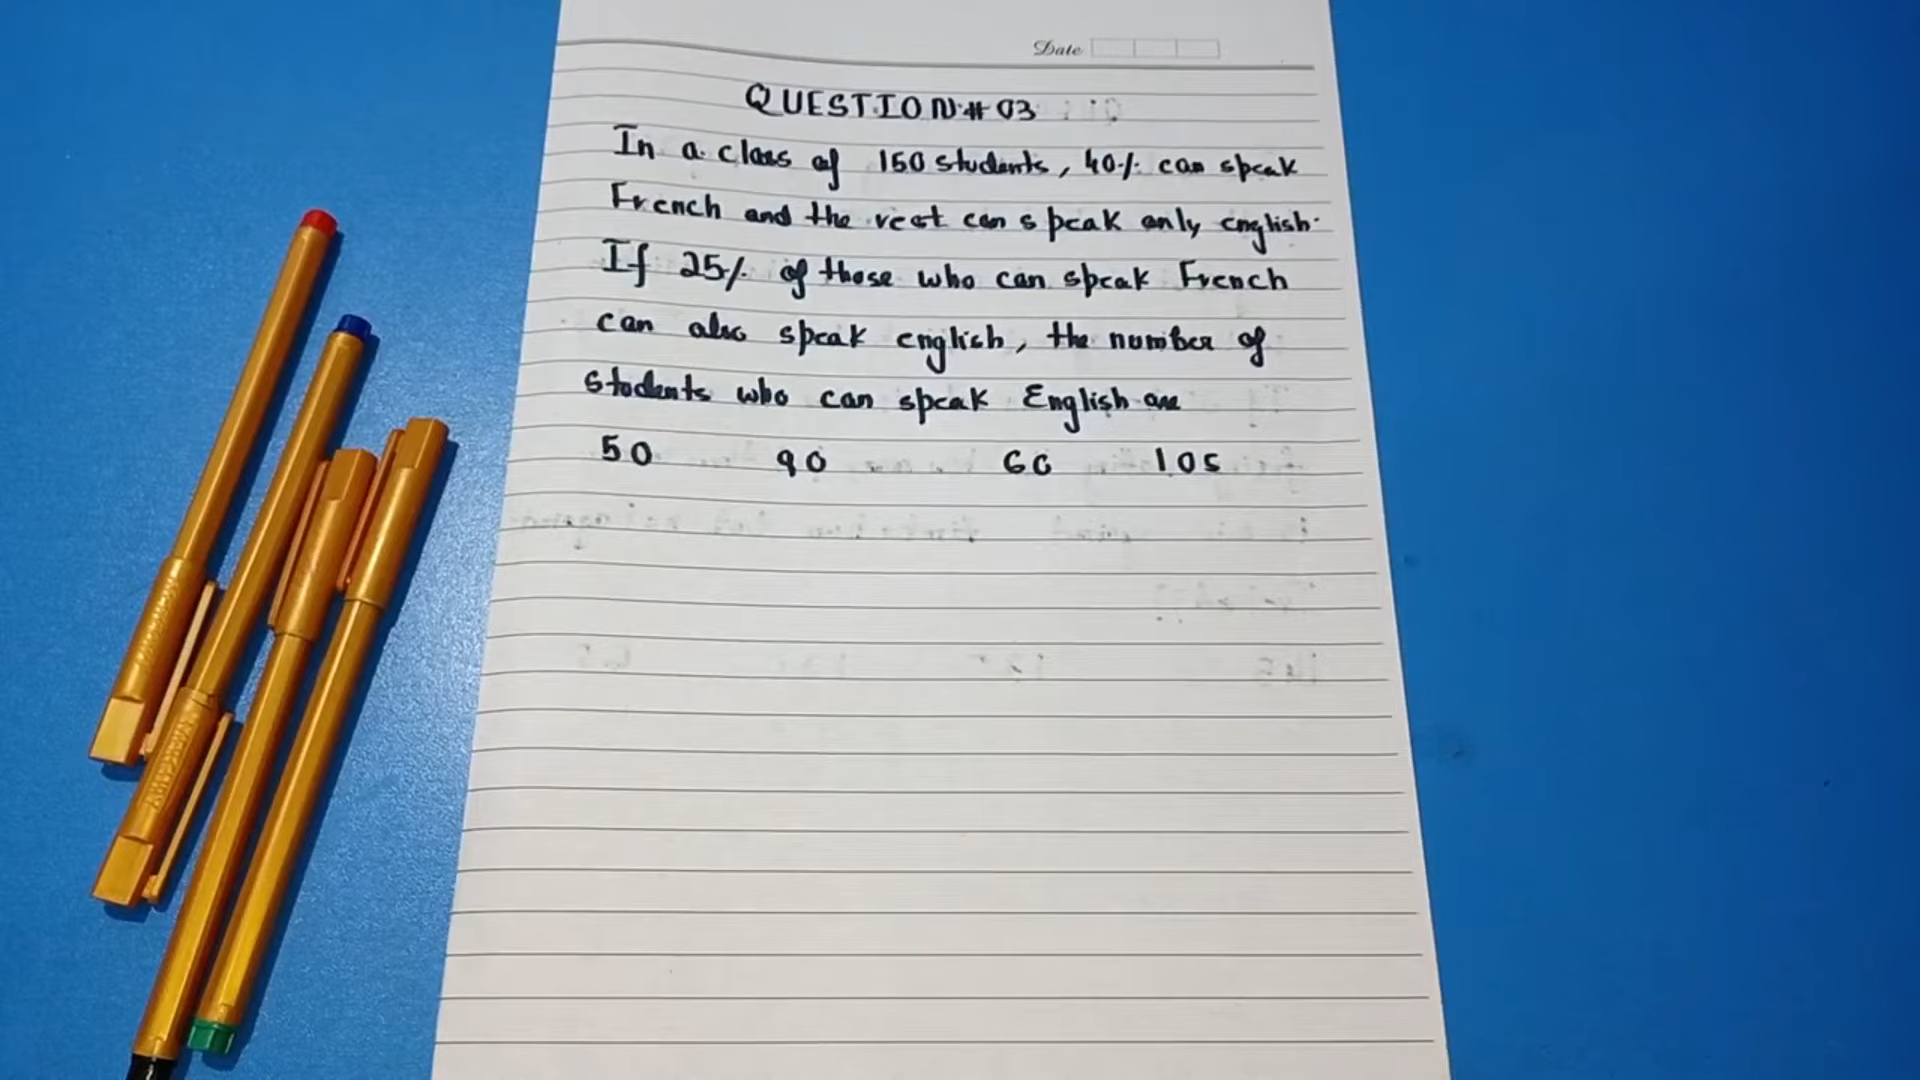 Date
QUESTION # 03
In a class of 150 students, 40% can speak
French and the rest can speak only english.
If 25% of those who can speak French
can also speak english, the number of
students who can speak English are
50 90 60 105